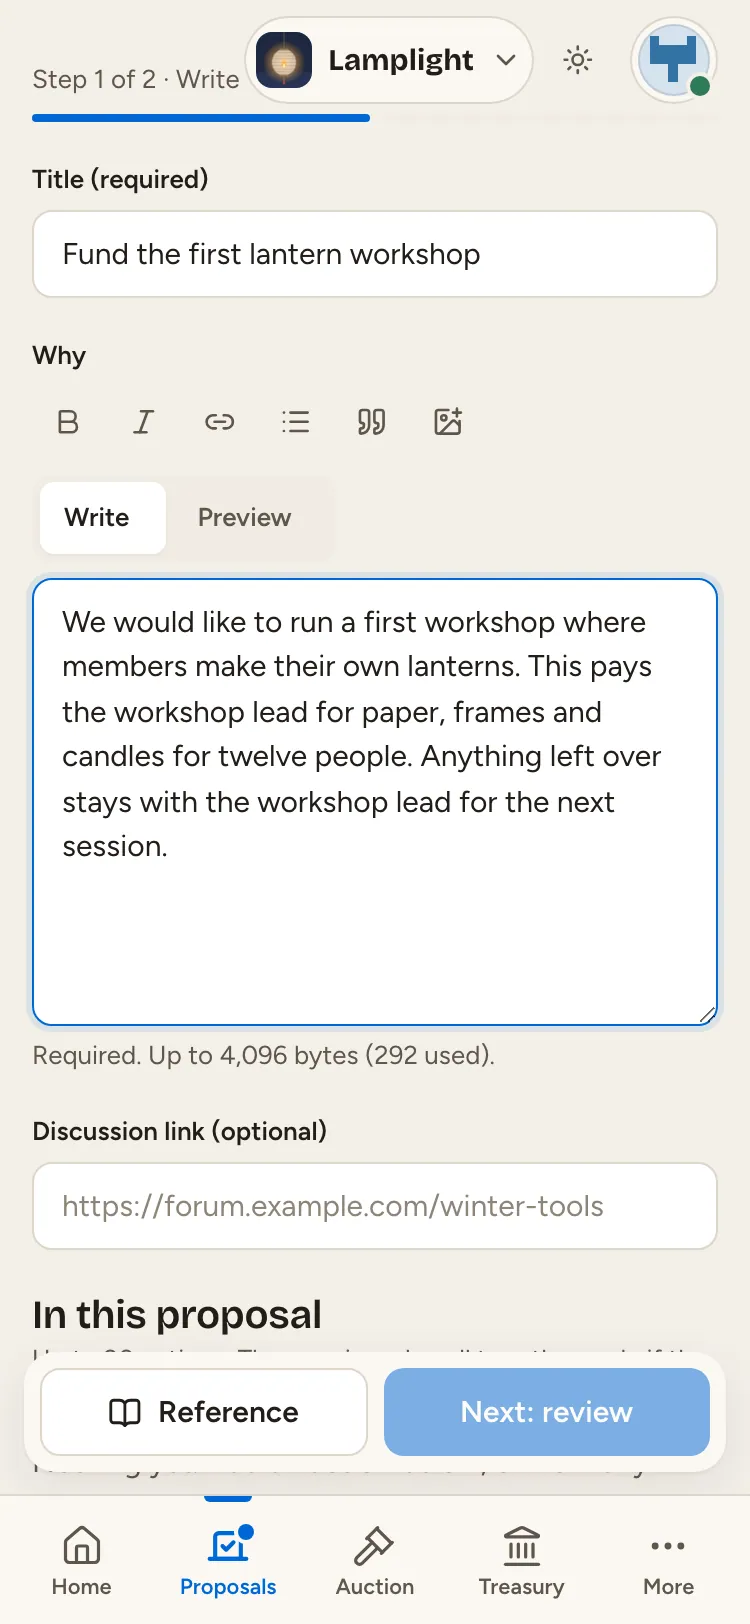 Step 1 of 2 · Write
Lamplight
Title (required)
Fund the first lantern workshop
Why
Write
Preview
We would like to run a first workshop where
members make their own lanterns. This pays
the workshop lead for paper, frames and
candles for twelve people. Anything left over
stays with the workshop lead for the next
session.
Required. Up to 4,096 bytes (292 used).
Discussion link (optional)
https://forum.example.com/winter-tools
In this proposal
Reference
Next: review
Home
Proposals
Auction
Treasury
More